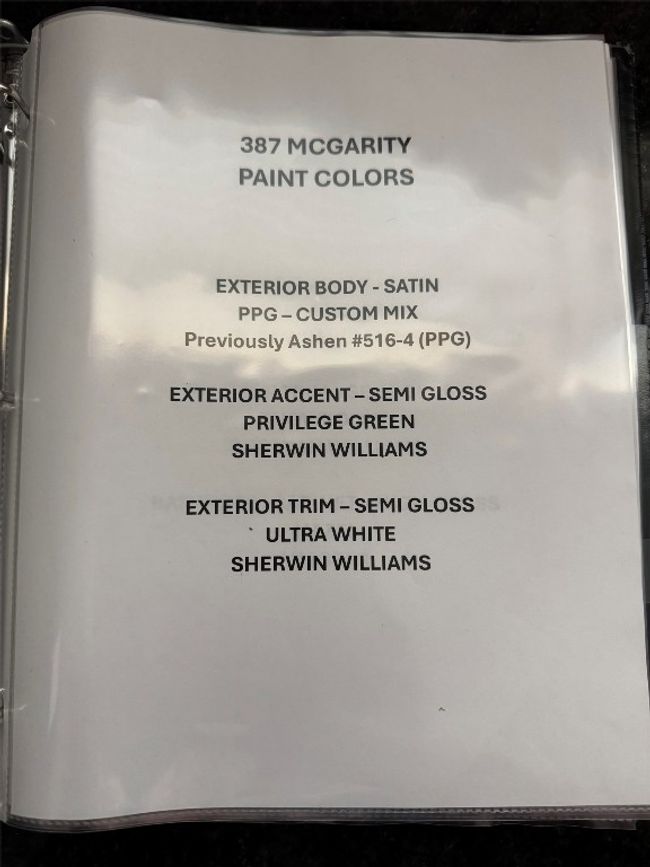 387 MCGARITY
PAINT COLORS
EXTERIOR BODY - SATIN
PPG – CUSTOM MIX
Previously Ashen #516-4 (PPG)
EXTERIOR ACCENT – SEMI GLOSS
PRIVILEGE GREEN
SHERWIN WILLIAMS
EXTERIOR TRIM – SEMI GLOSS
ULTRA WHITE
SHERWIN WILLIAMS